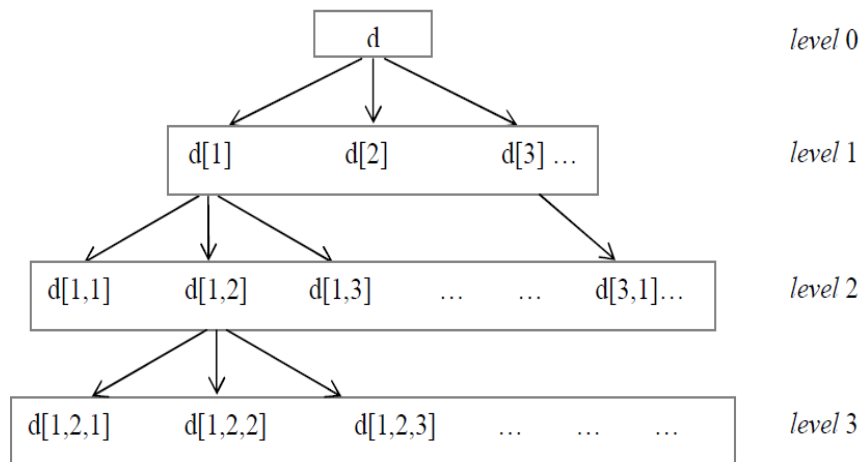 d level 0
d[1] d[2] d[3] ... level 1
d[1,1] d[1,2] d[1,3] ... ... d[3,1]... level 2
d[1,2,1] d[1,2,2] d[1,2,3] ... ... ... level 3